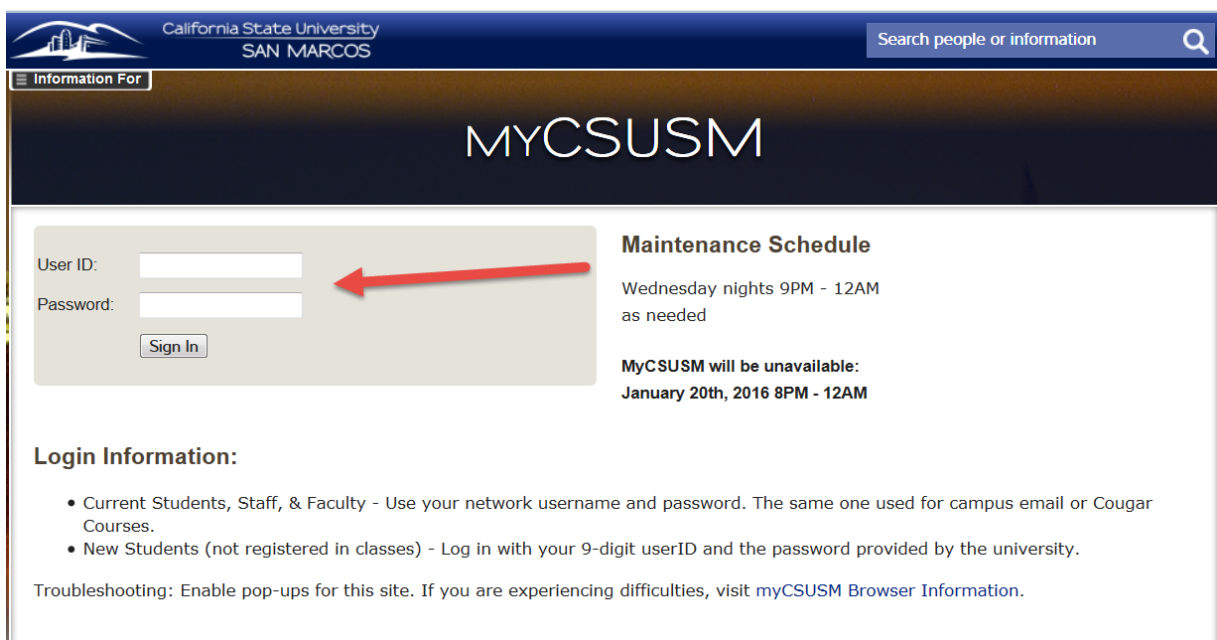 California State University
SAN MARCOS
Search people or information
Information For
MYCSUSM
User ID:
Password:
Sign In
Maintenance Schedule
Wednesday nights 9PM - 12AM
as needed
MyCSUSM will be unavailable:
January 20th, 2016 8PM - 12AM
Login Information:
• Current Students, Staff, & Faculty - Use your network username and password. The same one used for campus email or Cougar
Courses.
• New Students (not registered in classes) - Log in with your 9-digit userID and the password provided by the university.
Troubleshooting: Enable pop-ups for this site. If you are experiencing difficulties, visit myCSUSM Browser Information.